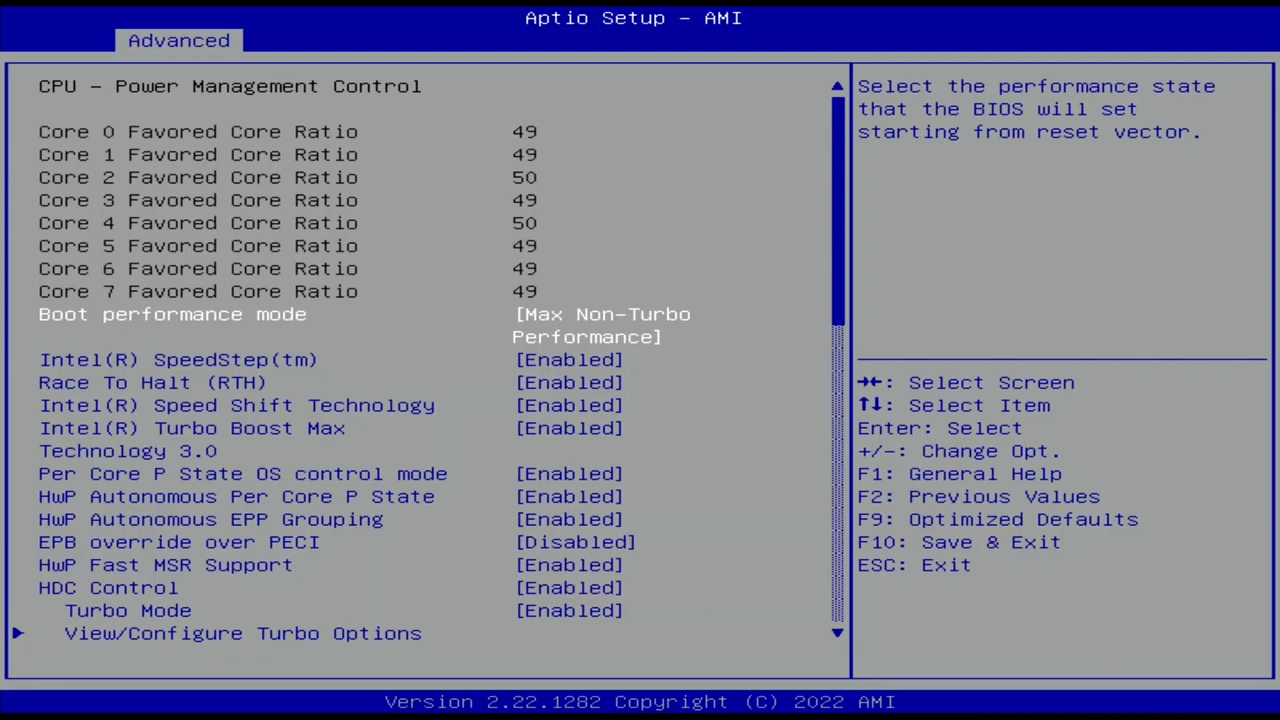 Aptio Setup – AMI
Advanced
CPU – Power Management Control
Core 0 Favored Core Ratio 49
Core 1 Favored Core Ratio 49
Core 2 Favored Core Ratio 50
Core 3 Favored Core Ratio 49
Core 4 Favored Core Ratio 50
Core 5 Favored Core Ratio 49
Core 6 Favored Core Ratio 49
Core 7 Favored Core Ratio 49
Boot performance mode [Max Non-Turbo
Performance]
Intel(R) SpeedStep(tm) [Enabled]
Race To Halt (RTH) [Enabled]
Intel(R) Speed Shift Technology [Enabled]
Intel(R) Turbo Boost Max [Enabled]
Technology 3.0
Per Core P State OS control mode [Enabled]
HwP Autonomous Per Core P State [Enabled]
HwP Autonomous EPP Grouping [Enabled]
EPB override over PECI [Disabled]
HwP Fast MSR Support [Enabled]
HDC Control [Enabled]
Turbo Mode [Enabled]
View/Configure Turbo Options
Select the performance state
that the BIOS will set
starting from reset vector.
→←: Select Screen
↑↓: Select Item
Enter: Select
+/-: Change Opt.
F1: General Help
F2: Previous Values
F9: Optimized Defaults
F10: Save & Exit
ESC: Exit
Version 2.22.1282 Copyright (C) 2022 AMI